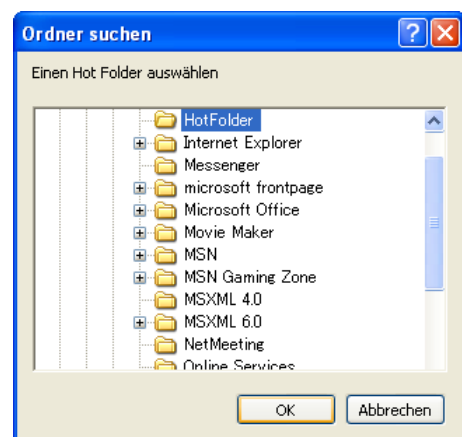 Ordner suchen
Einen Hot Folder auswählen
HotFolder
Internet Explorer
Messenger
microsoft frontpage
Microsoft Office
Movie Maker
MSN
MSN Gaming Zone
MSXML 4.0
MSXML 6.0
NetMeeting
Online Services
OK
Abbrechen